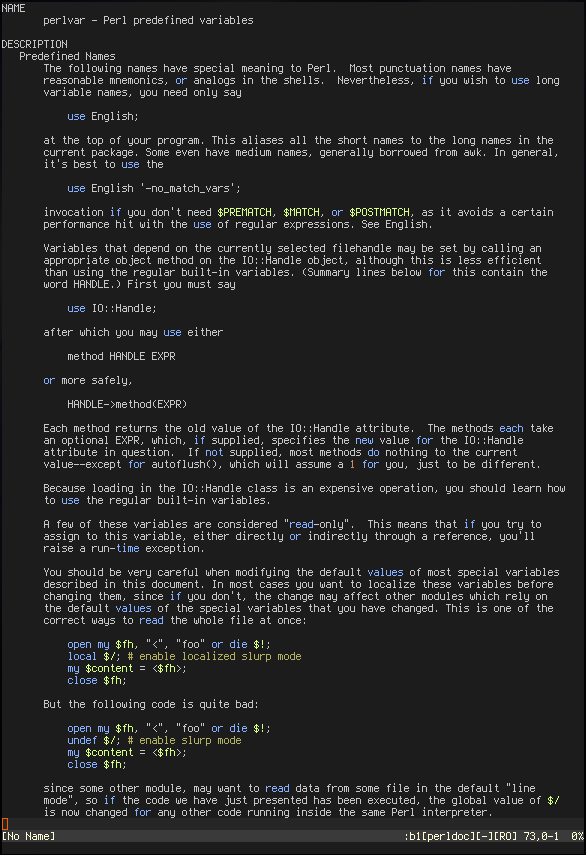 NAME
perlvar - Perl predefined variables
DESCRIPTION
Predefined Names
The following names have special meaning to Perl.  Most punctuation names have
reasonable mnemonics, or analogs in the shells.  Nevertheless, if you wish to use long
variable names, you need only say
use English;
at the top of your program. This aliases all the short names to the long names in the
current package. Some even have medium names, generally borrowed from awk. In general,
it's best to use the
use English '-no_match_vars';
invocation if you don't need $PREMATCH, $MATCH, or $POSTMATCH, as it avoids a certain
performance hit with the use of regular expressions. See English.
Variables that depend on the currently selected filehandle may be set by calling an
appropriate object method on the IO::Handle object, although this is less efficient
than using the regular built-in variables. (Summary lines below for this contain the
word HANDLE.) First you must say
use IO::Handle;
after which you may use either
method HANDLE EXPR
or more safely,
HANDLE->method(EXPR)
Each method returns the old value of the IO::Handle attribute.  The methods each take
an optional EXPR, which, if supplied, specifies the new value for the IO::Handle
attribute in question.  If not supplied, most methods do nothing to the current
value--except for autoflush(), which will assume a 1 for you, just to be different.
Because loading in the IO::Handle class is an expensive operation, you should learn how
to use the regular built-in variables.
A few of these variables are considered "read-only".  This means that if you try to
assign to this variable, either directly or indirectly through a reference, you'll
raise a run-time exception.
You should be very careful when modifying the default values of most special variables
described in this document. In most cases you want to localize these variables before
changing them, since if you don't, the change may affect other modules which rely on
the default values of the special variables that you have changed. This is one of the
correct ways to read the whole file at once:
open my $fh, "<", "foo" or die $!;
local $/; # enable localized slurp mode
my $content = <$fh>;
close $fh;
But the following code is quite bad:
open my $fh, "<", "foo" or die $!;
undef $/; # enable slurp mode
my $content = <$fh>;
close $fh;
since some other module, may want to read data from some file in the default "line
mode", so if the code we have just presented has been executed, the global value of $/
is now changed for any other code running inside the same Perl interpreter.
[No Name] :b1[perldoc][-][RO] 73,0-1  0%